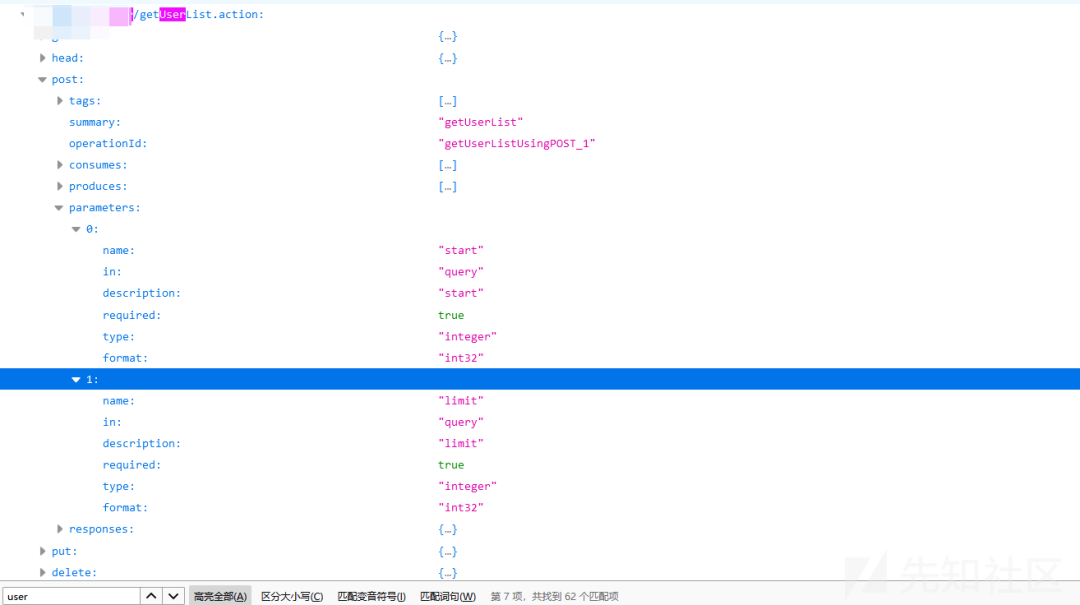 /getUserList.action:
{…}
head: {…}
post:
tags: […]
summary: "getUserList"
operationId: "getUserListUsingPOST_1"
consumes: […]
produces: […]
parameters:
0:
name: "start"
in: "query"
description: "start"
required: true
type: "integer"
format: "int32"
1:
name: "limit"
in: "query"
description: "limit"
required: true
type: "integer"
format: "int32"
responses: {…}
put: {…}
delete: {…}
先知社区
user 高亮全部(A) 区分大小写(C) 匹配变音符号(I) 匹配词句(W) 第 7 项，共找到 62 个匹配项